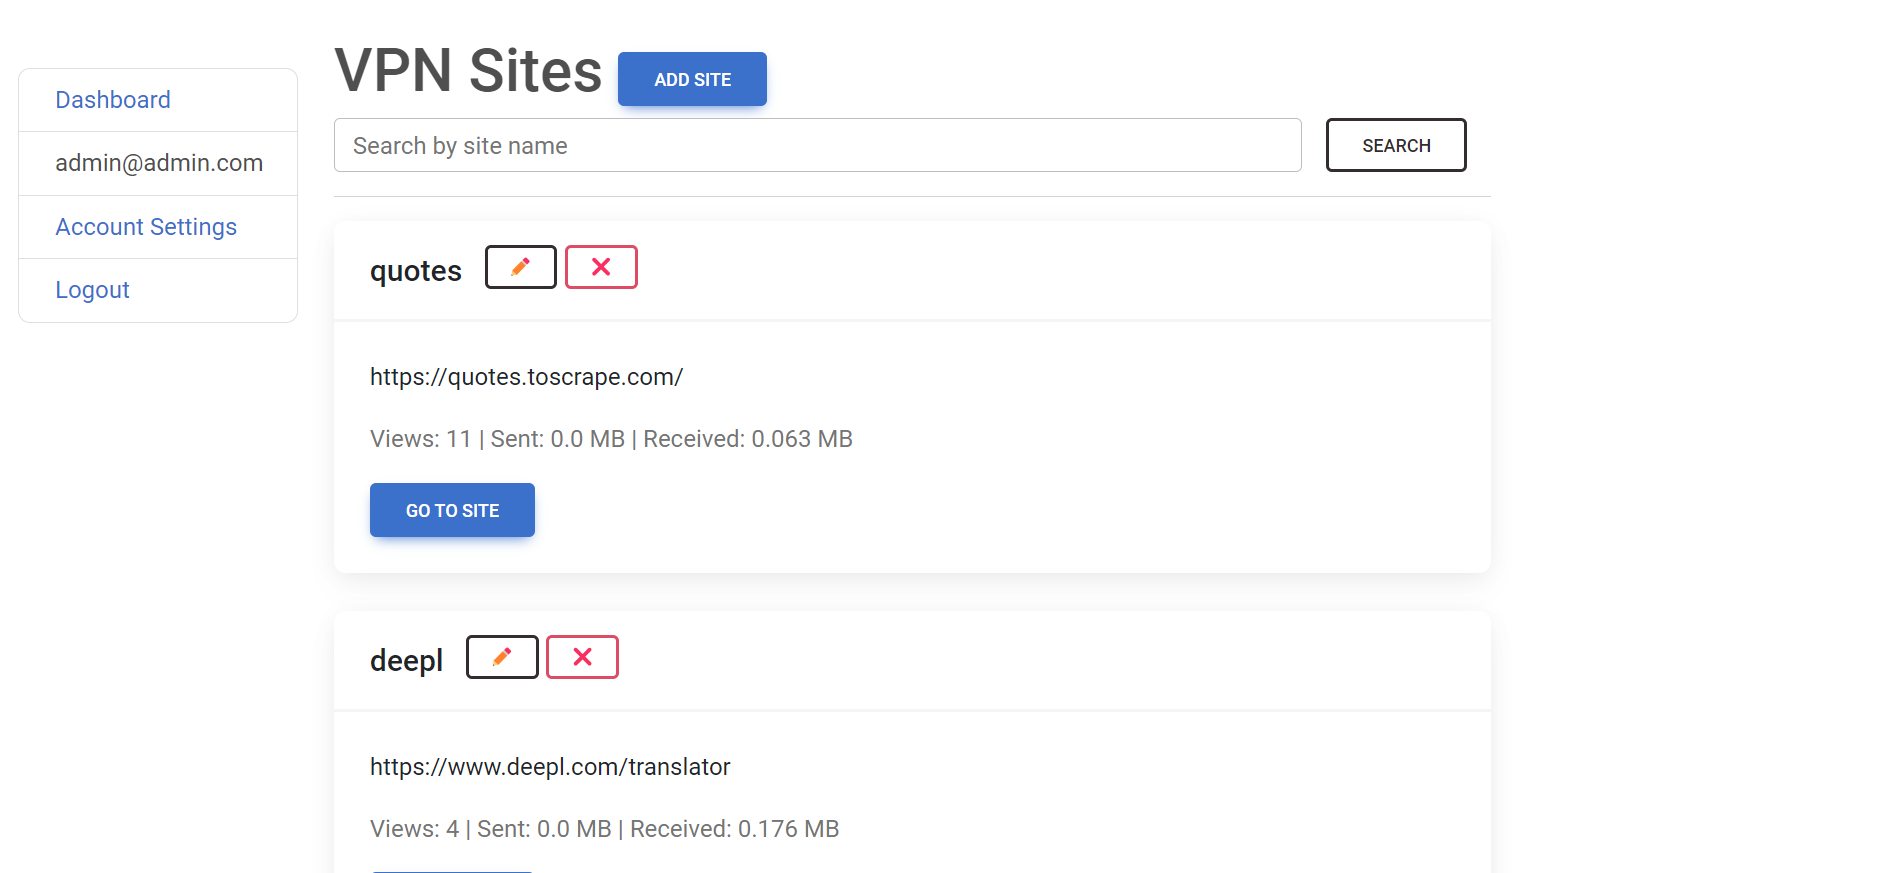 Dashboard
admin@admin.com
Account Settings
Logout
VPN Sites
ADD SITE
Search by site name
SEARCH
quotes
https://quotes.toscrape.com/
Views: 11 | Sent: 0.0 MB | Received: 0.063 MB
GO TO SITE
deepl
https://www.deepl.com/translator
Views: 4 | Sent: 0.0 MB | Received: 0.176 MB